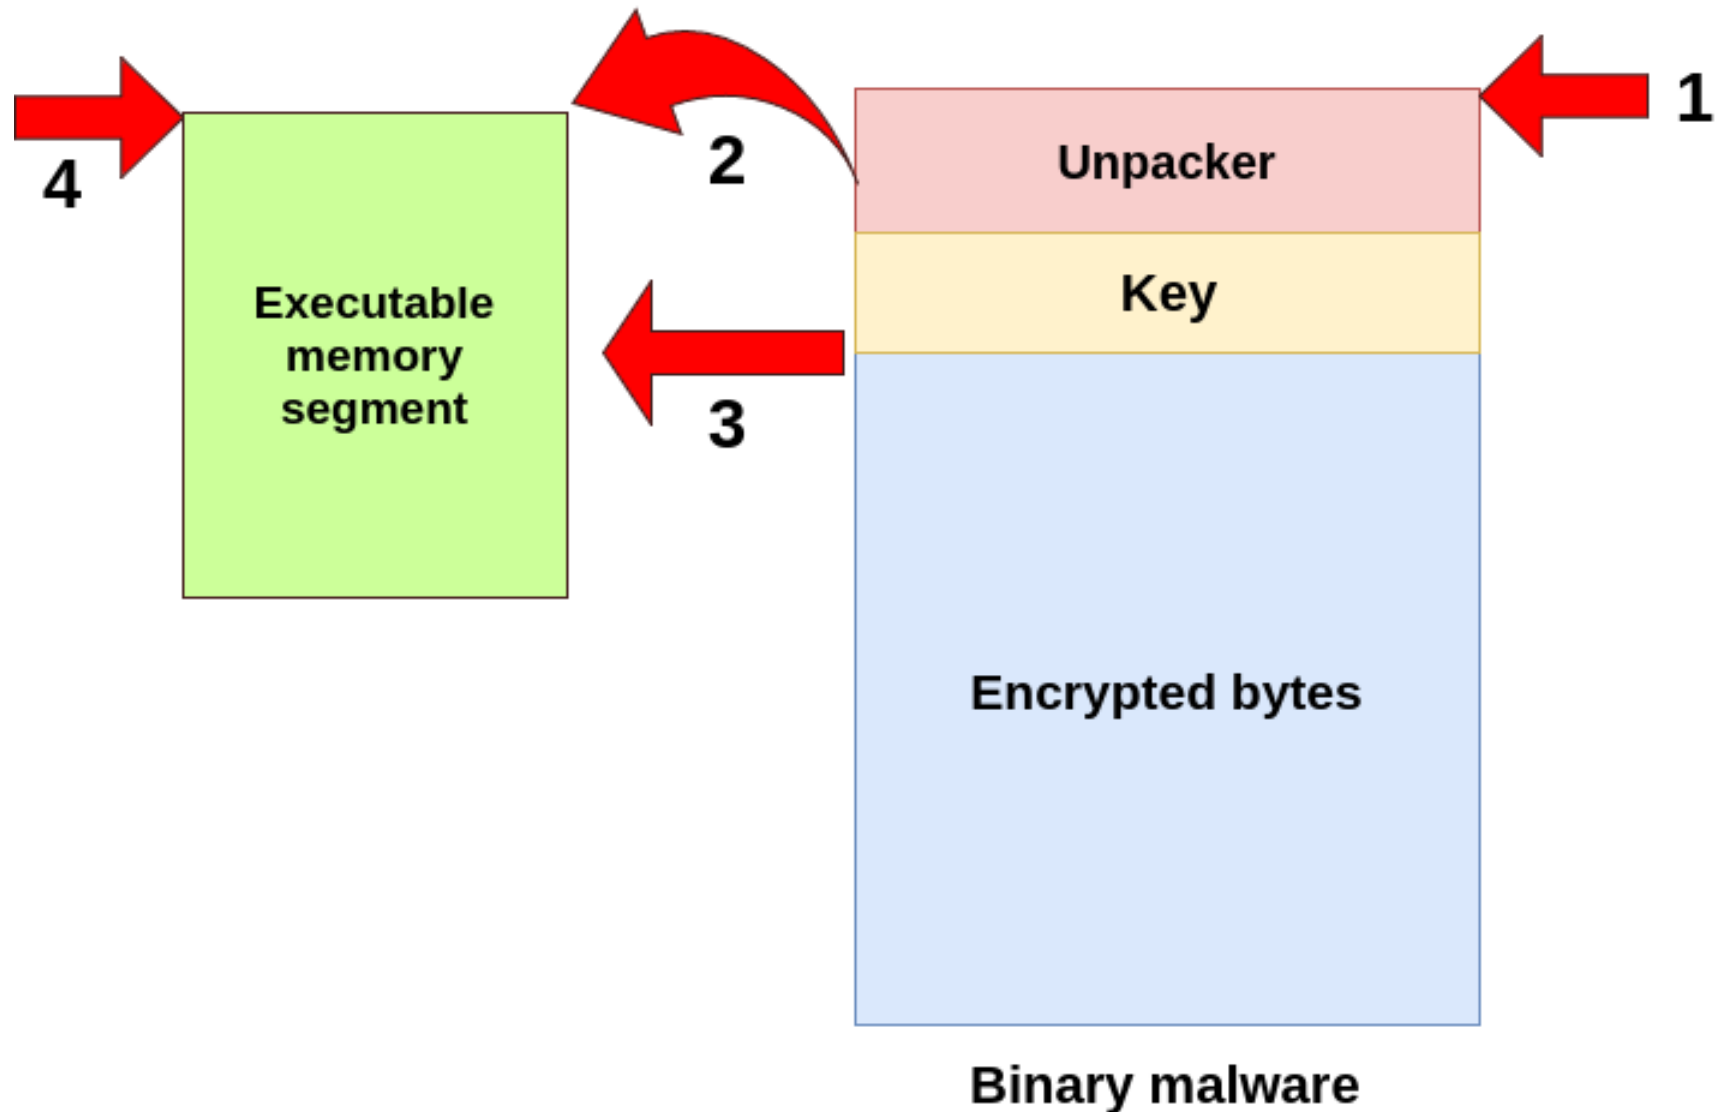 1
Unpacker
2
4
Key
Executable
memory
segment
3
Encrypted bytes
Binary malware